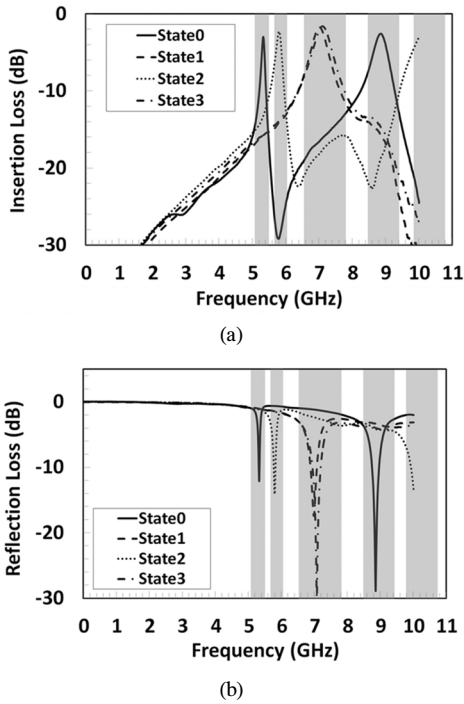 State0
State1
State2
State3
0
-10
-20
-30
Insertion Loss (dB)
0 1 2 3 4 5 6 7 8 9 10 11
Frequency (GHz)
(a)
0
-10
-20
-30
Reflection Loss (dB)
State0
State1
State2
State3
0 1 2 3 4 5 6 7 8 9 10 11
Frequency (GHz)
(b)